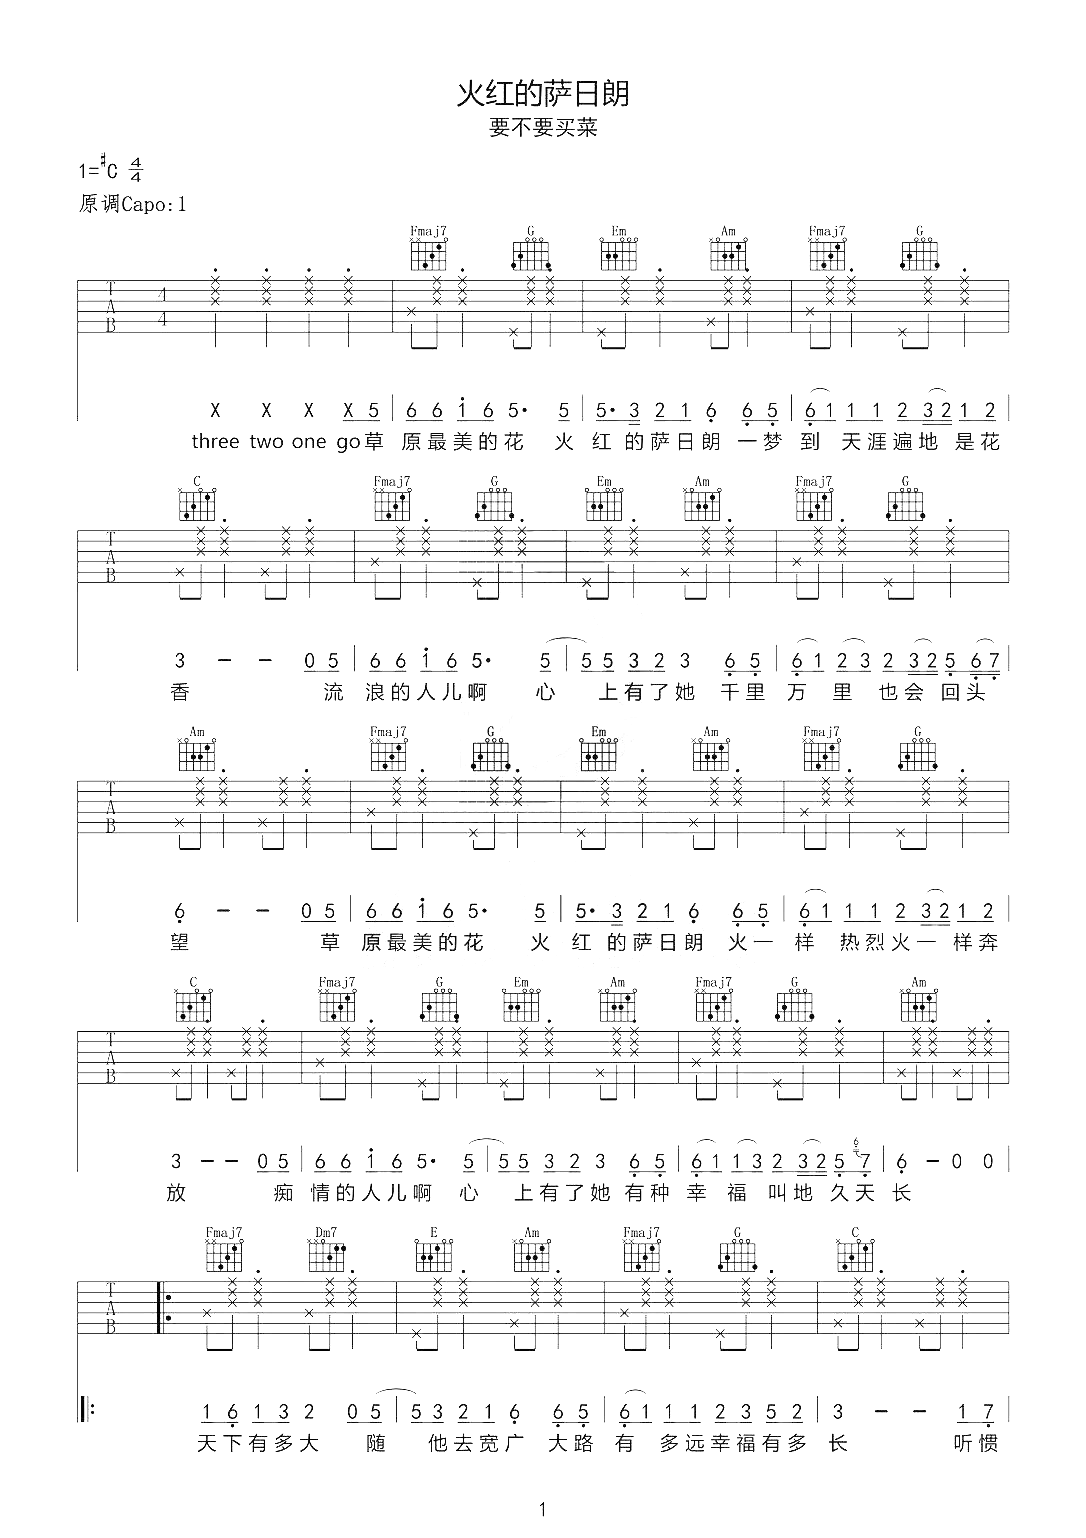 火红的萨日朗
要不要买菜
1=#C 4/4
原调Capo:1
Fmaj7 G Em Am Fmaj7 G
T A B 4 4
X X X X 5 | 6 6 1 6 5· 5 | 5· 3 2 1 6 6 5 | 6 1 1 1 2 3 2 1 2
three two one go草 原最美的花 火 红 的萨日朗 一梦 到 天涯遍地 是花
C Fmaj7 G Em Am Fmaj7 G
T A B
3 - - 0 5 | 6 6 1 6 5· 5 | 5 5 3 2 3 6 5 | 6 1 2 3 2 3 2 5 6 7
香 流 浪的人儿啊 心 上有了她 千里 万 里 也会 回头
Am Fmaj7 G Em Am Fmaj7 G
T A B
6 - - 0 5 | 6 6 1 6 5· 5 | 5· 3 2 1 6 6 5 | 6 1 1 1 2 3 2 1 2
望 草 原最美的花 火 红 的萨日朗 火一 样 热烈火一 样奔
C Fmaj7 G Em Am Fmaj7 G Am
T A B
3 - - 0 5 | 6 6 1 6 5· 5 | 5 5 3 2 3 6 5 | 6 1 1 3 2 3 2 5 6 7 | 6 - 0 0
放 痴 情的人儿啊 心 上有了她 有种 幸 福 叫地 久天 长
Fmaj7 Dm7 E Am Fmaj7 G C
T A B
1 6 1 3 2 0 5 | 5 3 2 1 6 6 5 | 6 1 1 1 2 3 5 2 | 3 - - 1 7
天下有多大 随 他去宽广 大路 有 多远幸福有多 长 听惯
1